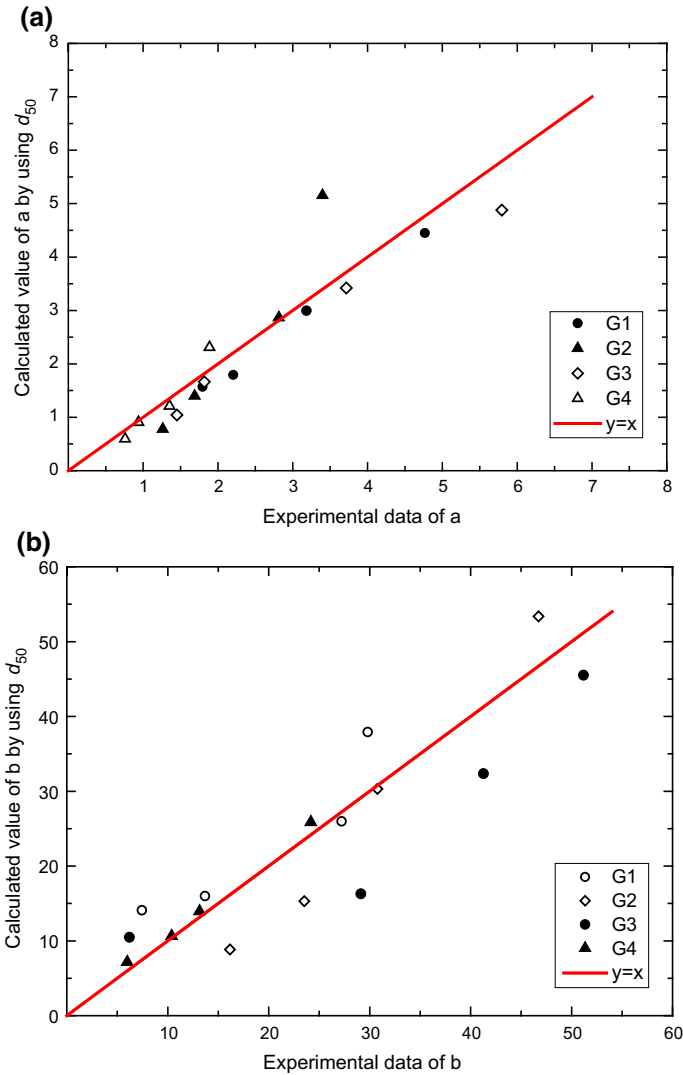 (a)
8
7
6
5
4
3
2
1
0
Calculated value of a by using d50
G1
G2
G3
G4
y=x
1 2 3 4 5 6 7 8
Experimental data of a
(b)
60
50
40
30
20
10
0
Calculated value of b by using d50
G1
G2
G3
G4
y=x
10 20 30 40 50 60
Experimental data of b